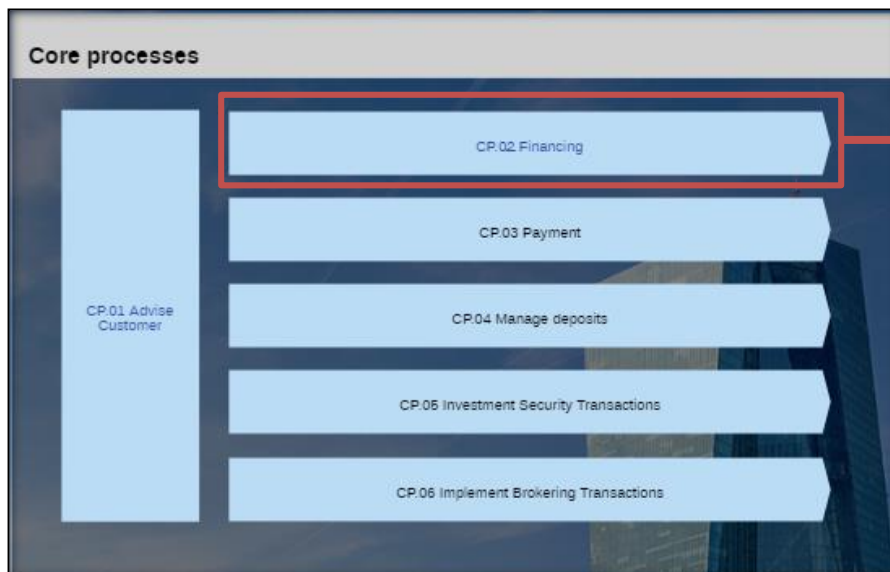 Core processes
CP.02 Financing
CP.03 Payment
CP.01 Advise
Customer
CP.04 Manage deposits
CP.05 Investment Security Transactions
CP.06 Implement Brokering Transactions